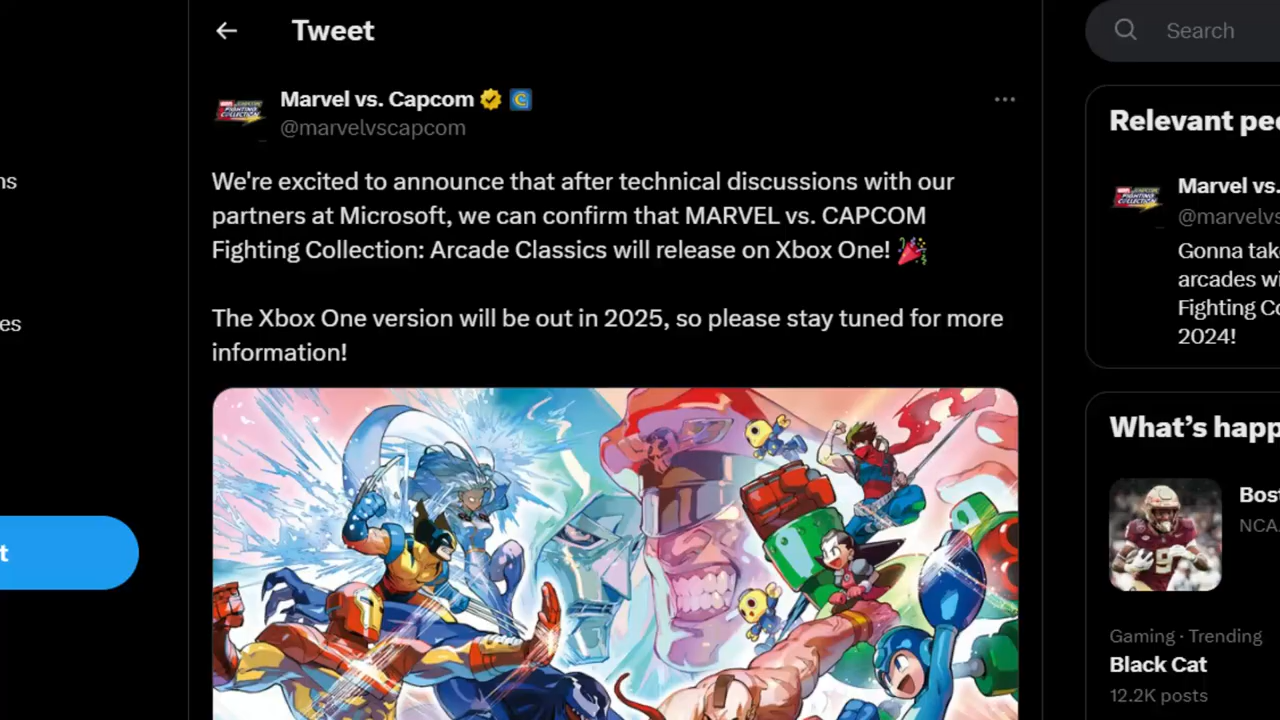 Tweet
Search
Marvel vs. Capcom
@marvelvscapcom
We're excited to announce that after technical discussions with our
partners at Microsoft, we can confirm that MARVEL vs. CAPCOM
Fighting Collection: Arcade Classics will release on Xbox One! 🎉
The Xbox One version will be out in 2025, so please stay tuned for more
information!
ns
es
t
Relevant pe
Marvel vs.
@marvelvs
Gonna tak
arcades wi
Fighting Co
2024!
What's happ
Bost
NCA
Gaming · Trending
Black Cat
12.2K posts